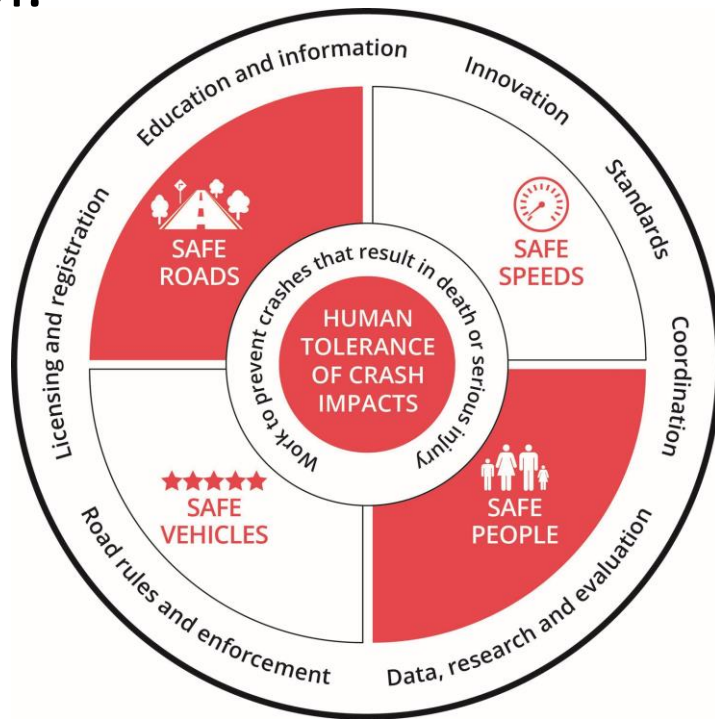 Education and information
Innovation
Standards
Coordination
Data, research and evaluation
Road rules and enforcement
Licensing and registration
SAFE
ROADS
SAFE
SPEEDS
Work to prevent crashes that result in death or serious injury
HUMAN
TOLERANCE
OF CRASH
IMPACTS
SAFE
VEHICLES
SAFE
PEOPLE